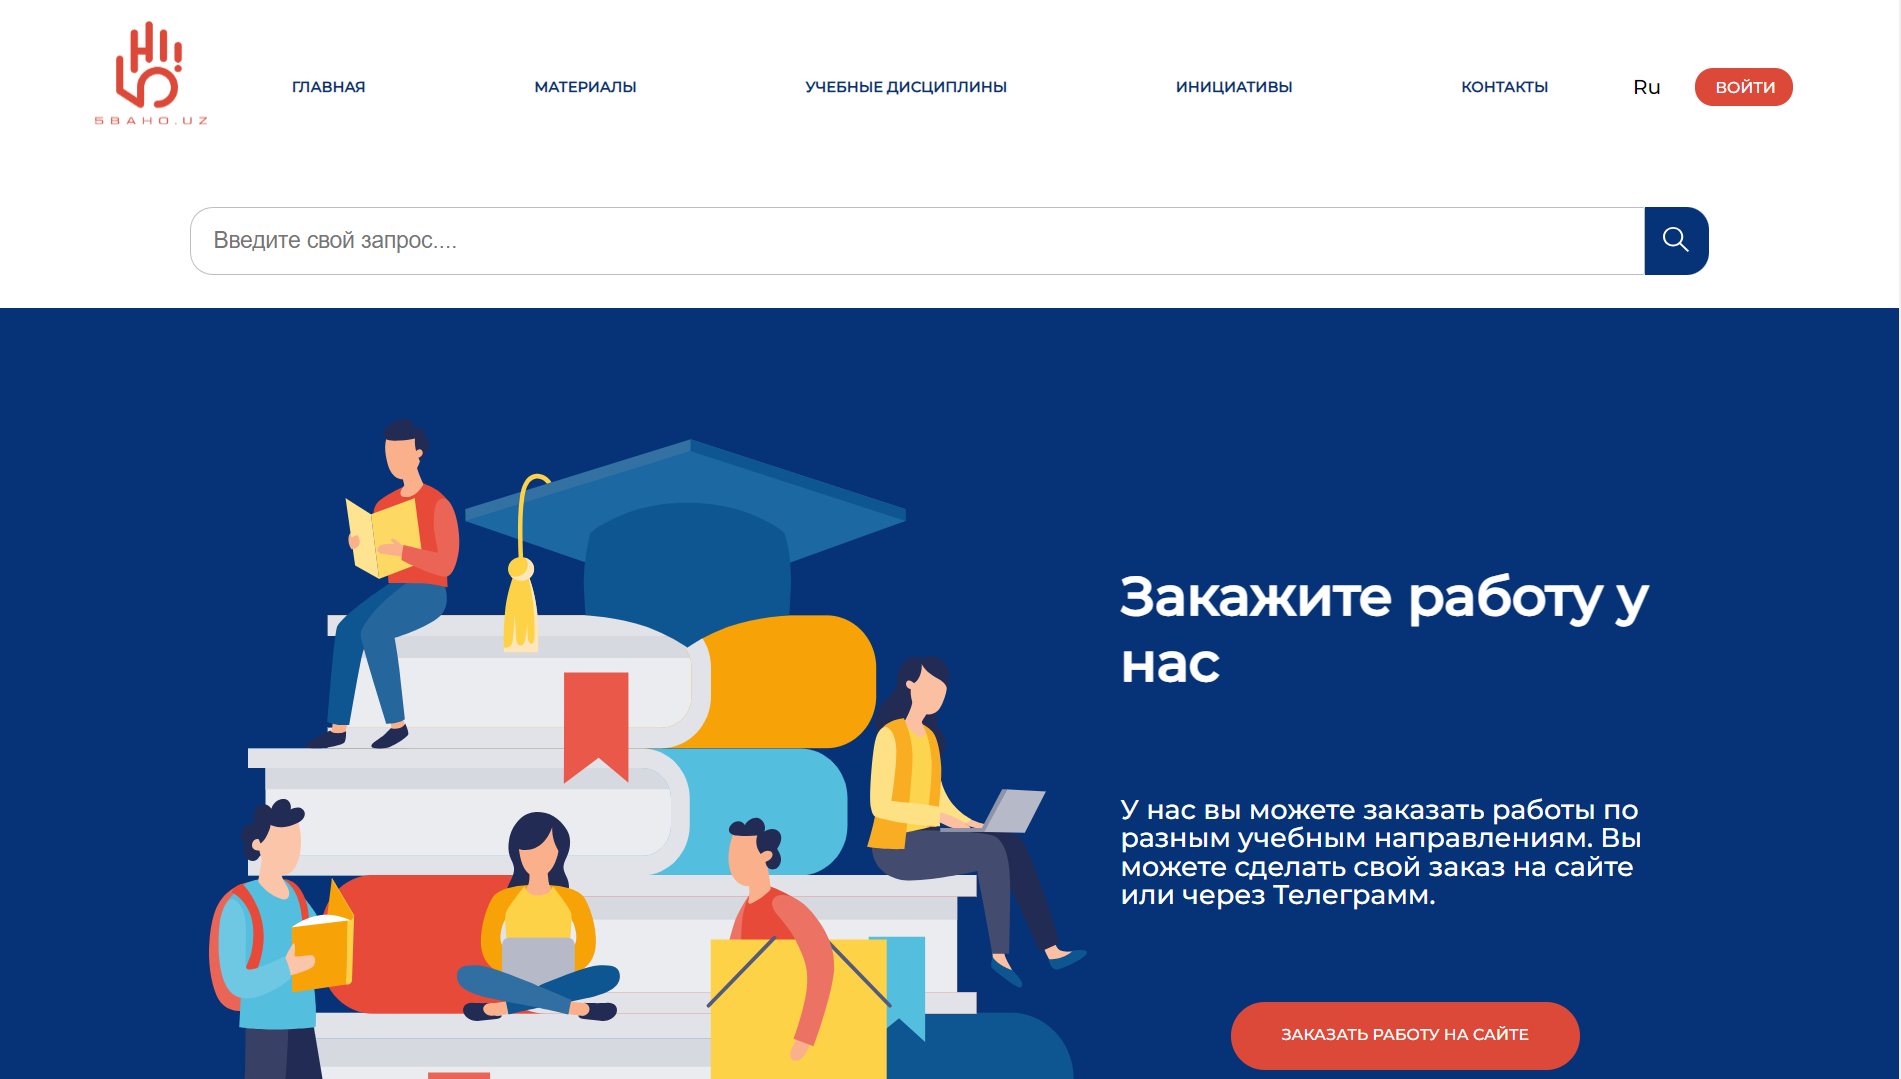 5BAHO.UZ
ГЛАВНАЯ
МАТЕРИАЛЫ
УЧЕБНЫЕ ДИСЦИПЛИНЫ
ИНИЦИАТИВЫ
КОНТАКТЫ
Ru
ВОЙТИ
Введите свой запрос....
Закажите работу у
нас
У нас вы можете заказать работы по
разным учебным направлениям. Вы
можете сделать свой заказ на сайте
или через Телеграмм.
ЗАКАЗАТЬ РАБОТУ НА САЙТЕ